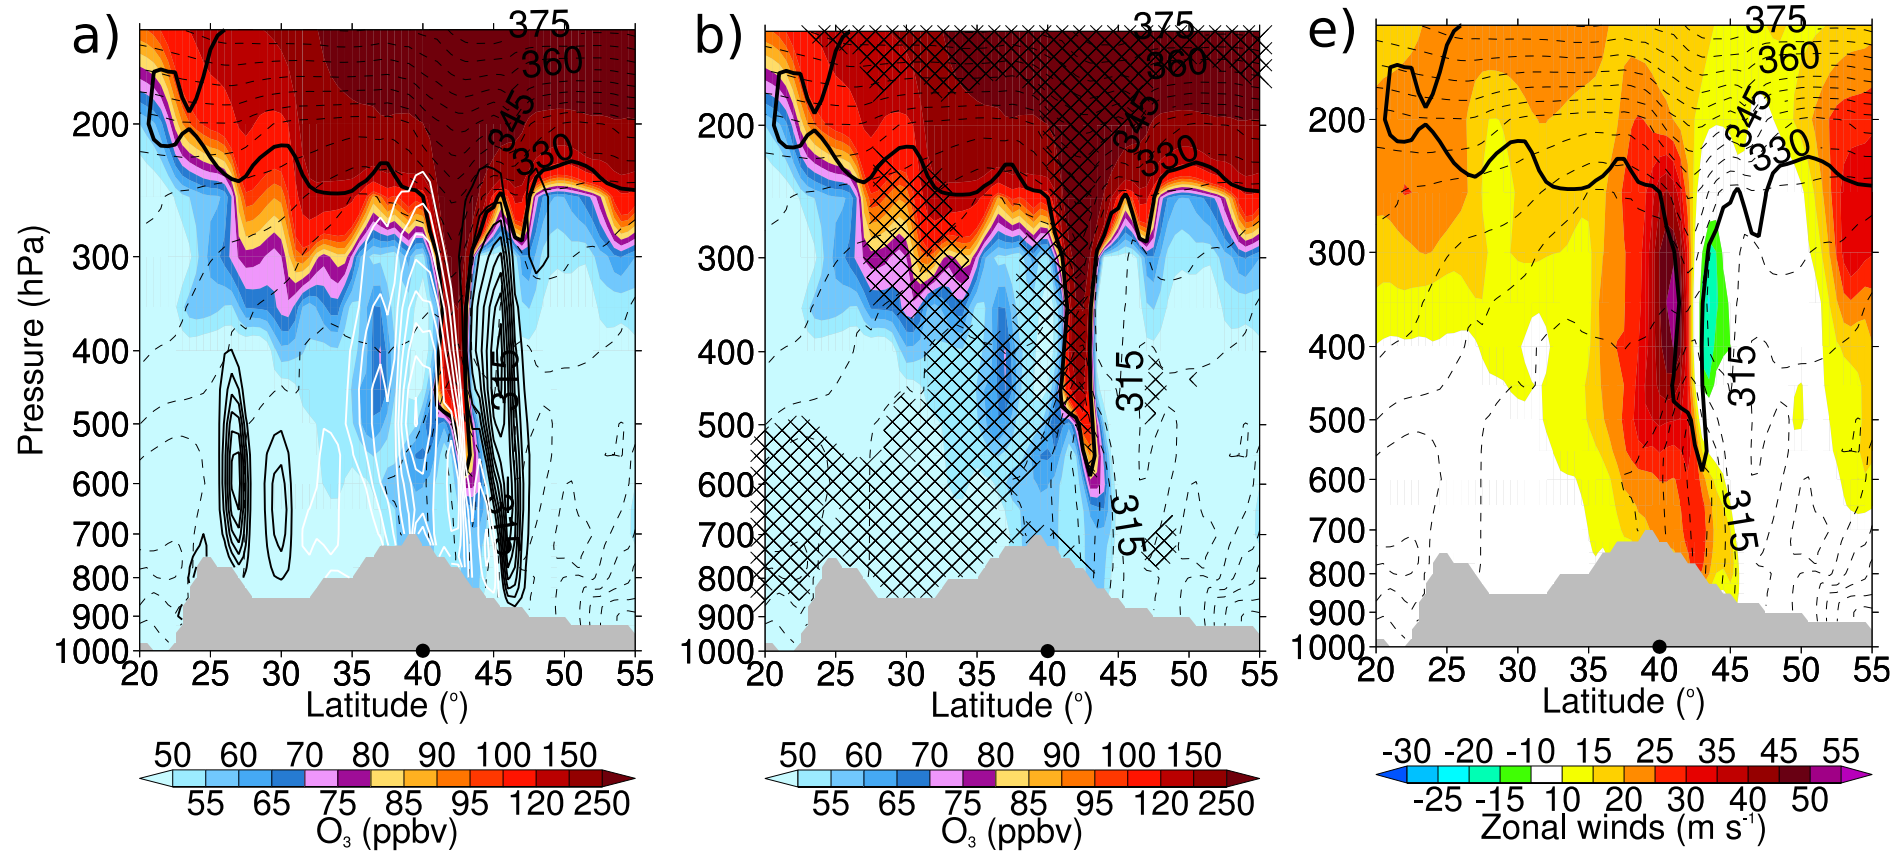 a)
375
360
345
330
315
315
Pressure (hPa)
200
300
400
500
600
700
800
900
1000
20 25 30 35 40 45 50 55
Latitude (°)
50 60 70 80 90 100 150
55 65 75 85 95 120 250
O₃ (ppbv)
b)
375
360
345
330
315
315
200
300
400
500
600
700
800
900
1000
20 25 30 35 40 45 50 55
Latitude (°)
50 60 70 80 90 100 150
55 65 75 85 95 120 250
O₃ (ppbv)
e)
375
360
345
330
315
315
200
300
400
500
600
700
800
900
1000
20 25 30 35 40 45 50 55
Latitude (°)
-30 -20 -10 15 25 35 45 55
-25 -15 10 20 30 40 50
Zonal winds (m s⁻¹)